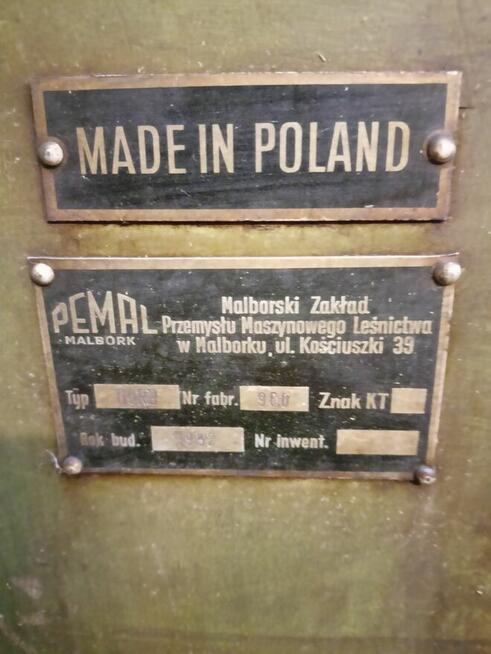 MADE IN POLAND
PEMAL
MALBORK
Malborski Zakład
Przemysłu Maszynowego Leśnictwa
w Malborku, ul. Kościuszki 39
Typ Nr fabr. Znak KT
Rok bud. Nr inwent.